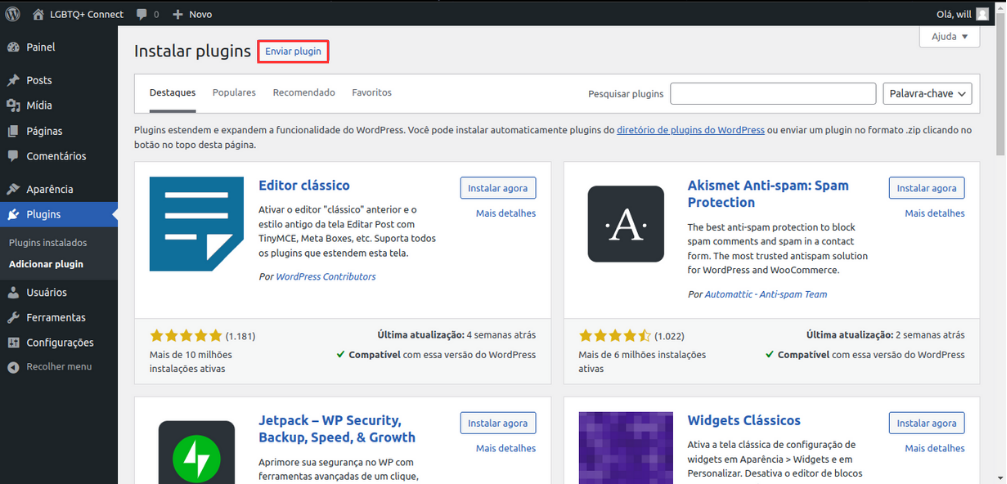 LGBTQ+ Connect 0 Novo Olá, will
Ajuda
Painel
Posts
Mídia
Páginas
Comentários
Aparência
Plugins
Plugins instalados
Adicionar plugin
Usuários
Ferramentas
Configurações
Recolher menu
Instalar plugins Enviar plugin
Destaques Populares Recomendado Favoritos Pesquisar plugins Palavra-chave
Plugins estendem e expandem a funcionalidade do WordPress. Você pode instalar automaticamente plugins do diretório de plugins do WordPress ou enviar um plugin no formato .zip clicando no
botão no topo desta página.
Editor clássico
Instalar agora
Mais detalhes
Ativar o editor "clássico" anterior e o
estilo antigo da tela Editar Post com
TinyMCE, Meta Boxes, etc. Suporta todos
os plugins que estendem esta tela.
Por WordPress Contributors
(1.181)
Mais de 10 milhões
instalações ativas
Última atualização: 4 semanas atrás
Compatível com essa versão do WordPress
·A·
Akismet Anti-spam: Spam
Protection
Instalar agora
Mais detalhes
The best anti-spam protection to block
spam comments and spam in a contact
form. The most trusted antispam solution
for WordPress and WooCommerce.
Por Automattic - Anti-spam Team
(1.022)
Mais de 6 milhões instalações
ativas
Última atualização: 2 semanas atrás
Compatível com essa versão do WordPress
Jetpack – WP Security,
Backup, Speed, & Growth
Instalar agora
Mais detalhes
Aprimore sua segurança no WP com
ferramentas avançadas de um clique,
Widgets Clássicos
Instalar agora
Mais detalhes
Ativa a tela clássica de configuração de
widgets em Aparência > Widgets e em
Personalizar. Desativa o editor de blocos